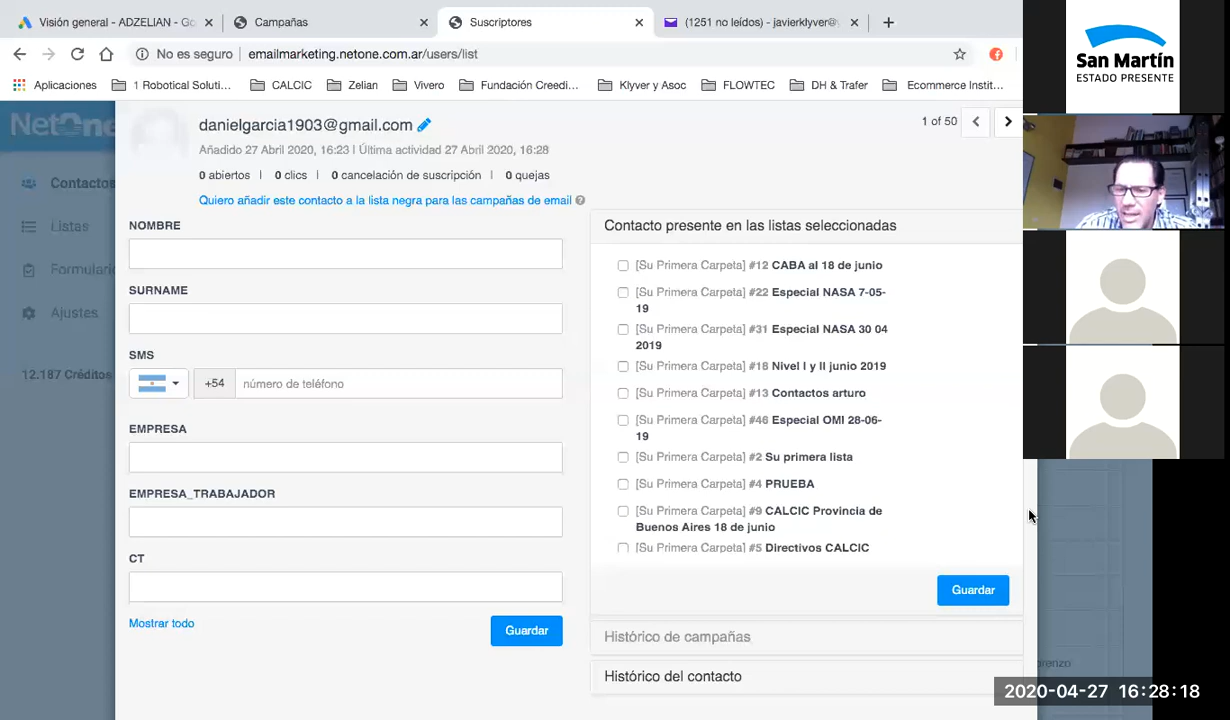 Visión general - ADZELIAN - Go
Campañas
Suscriptores
(1251 no leídos) - javierklyver@
No es seguro
emailmarketing.netone.com.ar/users/list
Aplicaciones
1 Robotical Soluti...
CALCIC
Zelian
Vivero
Fundación Creedi...
Klyver y Asoc
FLOWTEC
DH & Trafer
Ecommerce Instit...
San Martín
ESTADO PRESENTE
NetOne
Contactos
Listas
Formulario
Ajustes
12.187 Créditos
danielgarcia1903@gmail.com
1 of 50
Añadido 27 Abril 2020, 16:23 | Última actividad 27 Abril 2020, 16:28
0 abiertos | 0 clics | 0 cancelación de suscripción | 0 quejas
Quiero añadir este contacto a la lista negra para las campañas de email
NOMBRE
SURNAME
SMS
+54
número de teléfono
EMPRESA
EMPRESA_TRABAJADOR
CT
Mostrar todo
Guardar
Contacto presente en las listas seleccionadas
[Su Primera Carpeta] #12 CABA al 18 de junio
[Su Primera Carpeta] #22 Especial NASA 7-05-
19
[Su Primera Carpeta] #31 Especial NASA 30 04
2019
[Su Primera Carpeta] #18 Nivel I y II junio 2019
[Su Primera Carpeta] #13 Contactos arturo
[Su Primera Carpeta] #46 Especial OMI 28-06-
19
[Su Primera Carpeta] #2 Su primera lista
[Su Primera Carpeta] #4 PRUEBA
[Su Primera Carpeta] #9 CALCIC Provincia de
Buenos Aires 18 de junio
[Su Primera Carpeta] #5 Directivos CALCIC
Guardar
Histórico de campañas
Histórico del contacto
2020-04-27 16:28:18